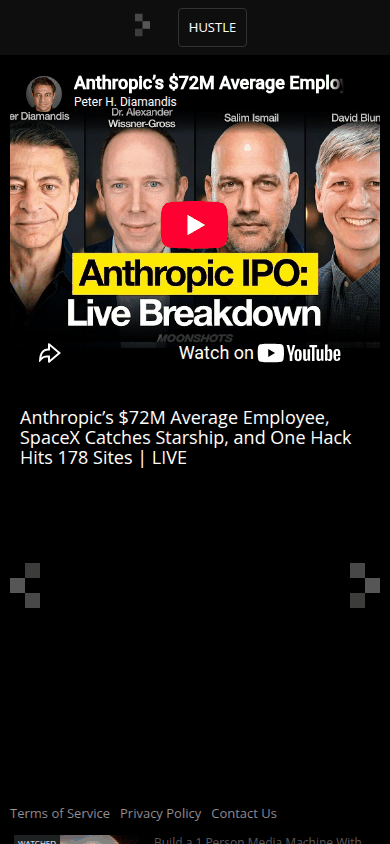 HUSTLE
Anthropic’s $72M Average Emplo
Peter H. Diamandis
er Diamandis
Dr. Alexander
Wissner-Gross
Salim Ismail
David Blun
Anthropic IPO:
Live Breakdown
MOONSHOTS
Watch on YouTube
Anthropic’s $72M Average Employee,
SpaceX Catches Starship, and One Hack
Hits 178 Sites | LIVE
Terms of Service Privacy Policy Contact Us
WATCHED
Build a 1 Person Media Machine With